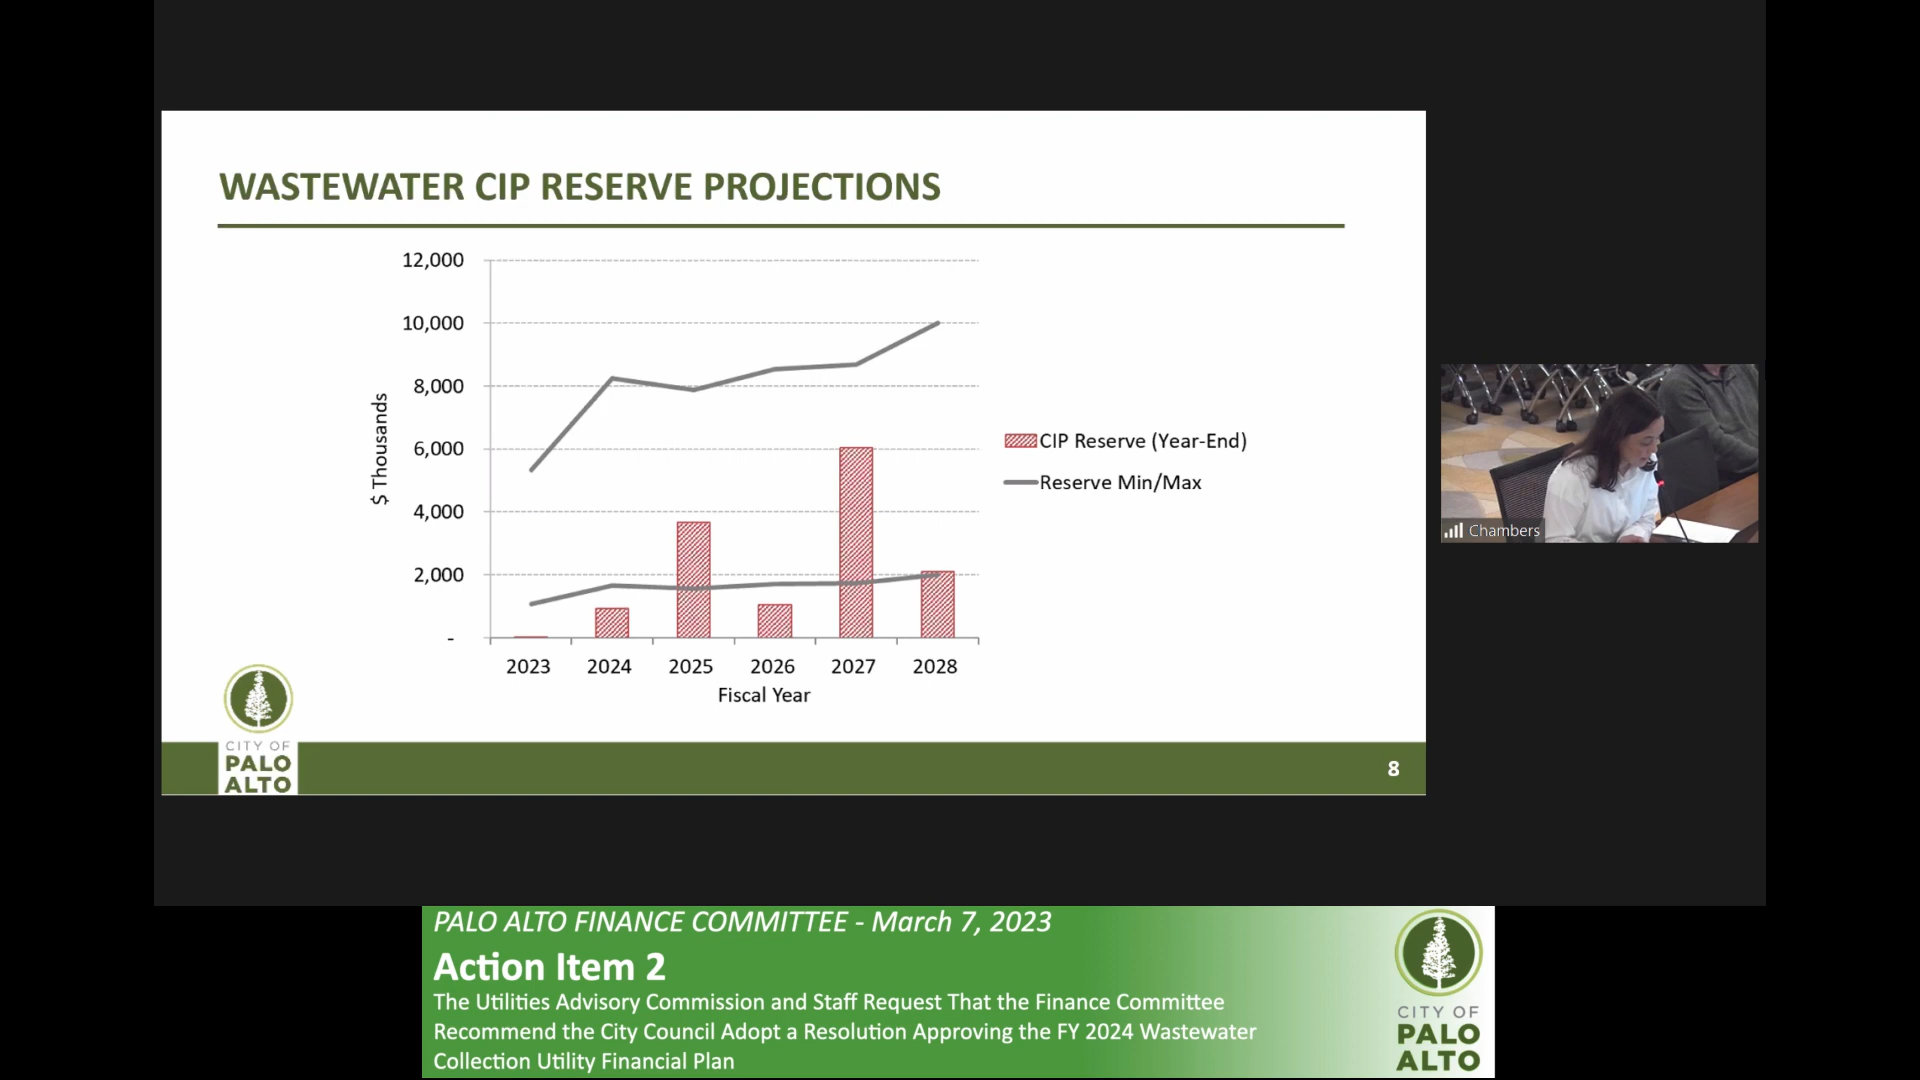 WASTEWATER CIP RESERVE PROJECTIONS
12,000
10,000
8,000
6,000
4,000
2,000
-
$ Thousands
2023 2024 2025 2026 2027 2028
Fiscal Year
CIP Reserve (Year-End)
Reserve Min/Max
CITY OF
PALO
ALTO
8
Chambers
PALO ALTO FINANCE COMMITTEE - March 7, 2023
Action Item 2
The Utilities Advisory Commission and Staff Request That the Finance Committee
Recommend the City Council Adopt a Resolution Approving the FY 2024 Wastewater
Collection Utility Financial Plan
CITY OF
PALO
ALTO